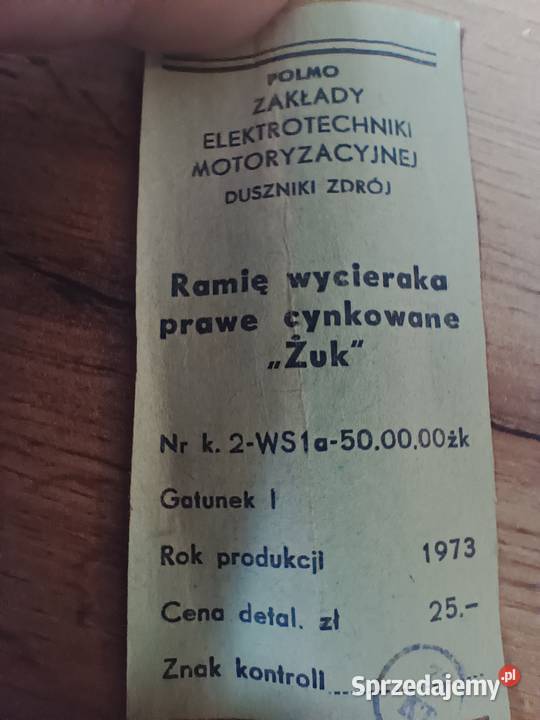 POLMO
ZAKŁADY
ELEKTROTECHNIKI
MOTORYZACYJNEJ
DUSZNIKI ZDRÓJ
Ramię wycieraka
prawe cynkowane
„Żuk"
Nr k. 2-WS1a-50.00.00żk
Gatunek I
Rok produkcji 1973
Cena detal. zł 25.-
Znak kontroli
Sprzedajemy.pl